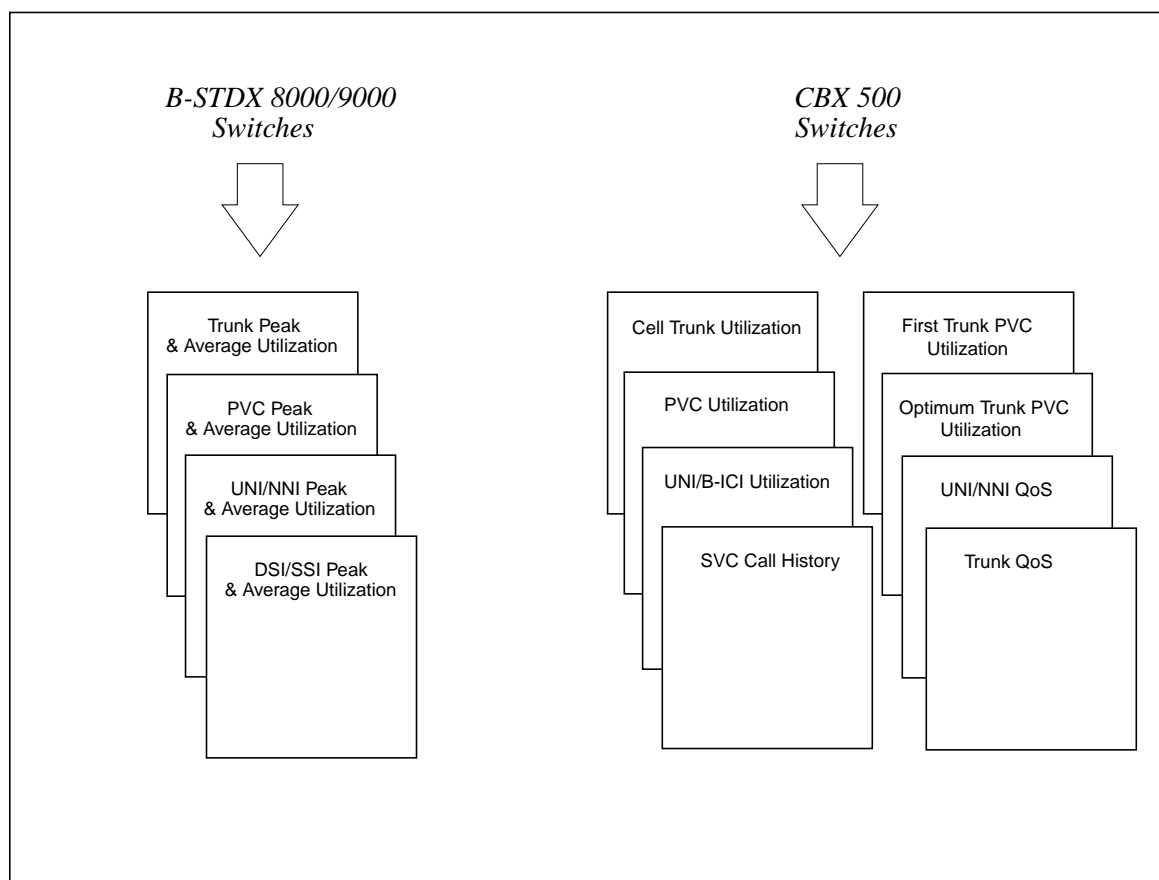 B-STDX 8000/9000
Switches
CBX 500
Switches
Trunk Peak
& Average Utilization
PVC Peak
& Average Utilization
UNI/NNI Peak
& Average Utilization
DSI/SSI Peak
& Average Utilization
Cell Trunk Utilization
PVC Utilization
UNI/B-ICI Utilization
SVC Call History
First Trunk PVC
Utilization
Optimum Trunk PVC
Utilization
UNI/NNI QoS
Trunk QoS